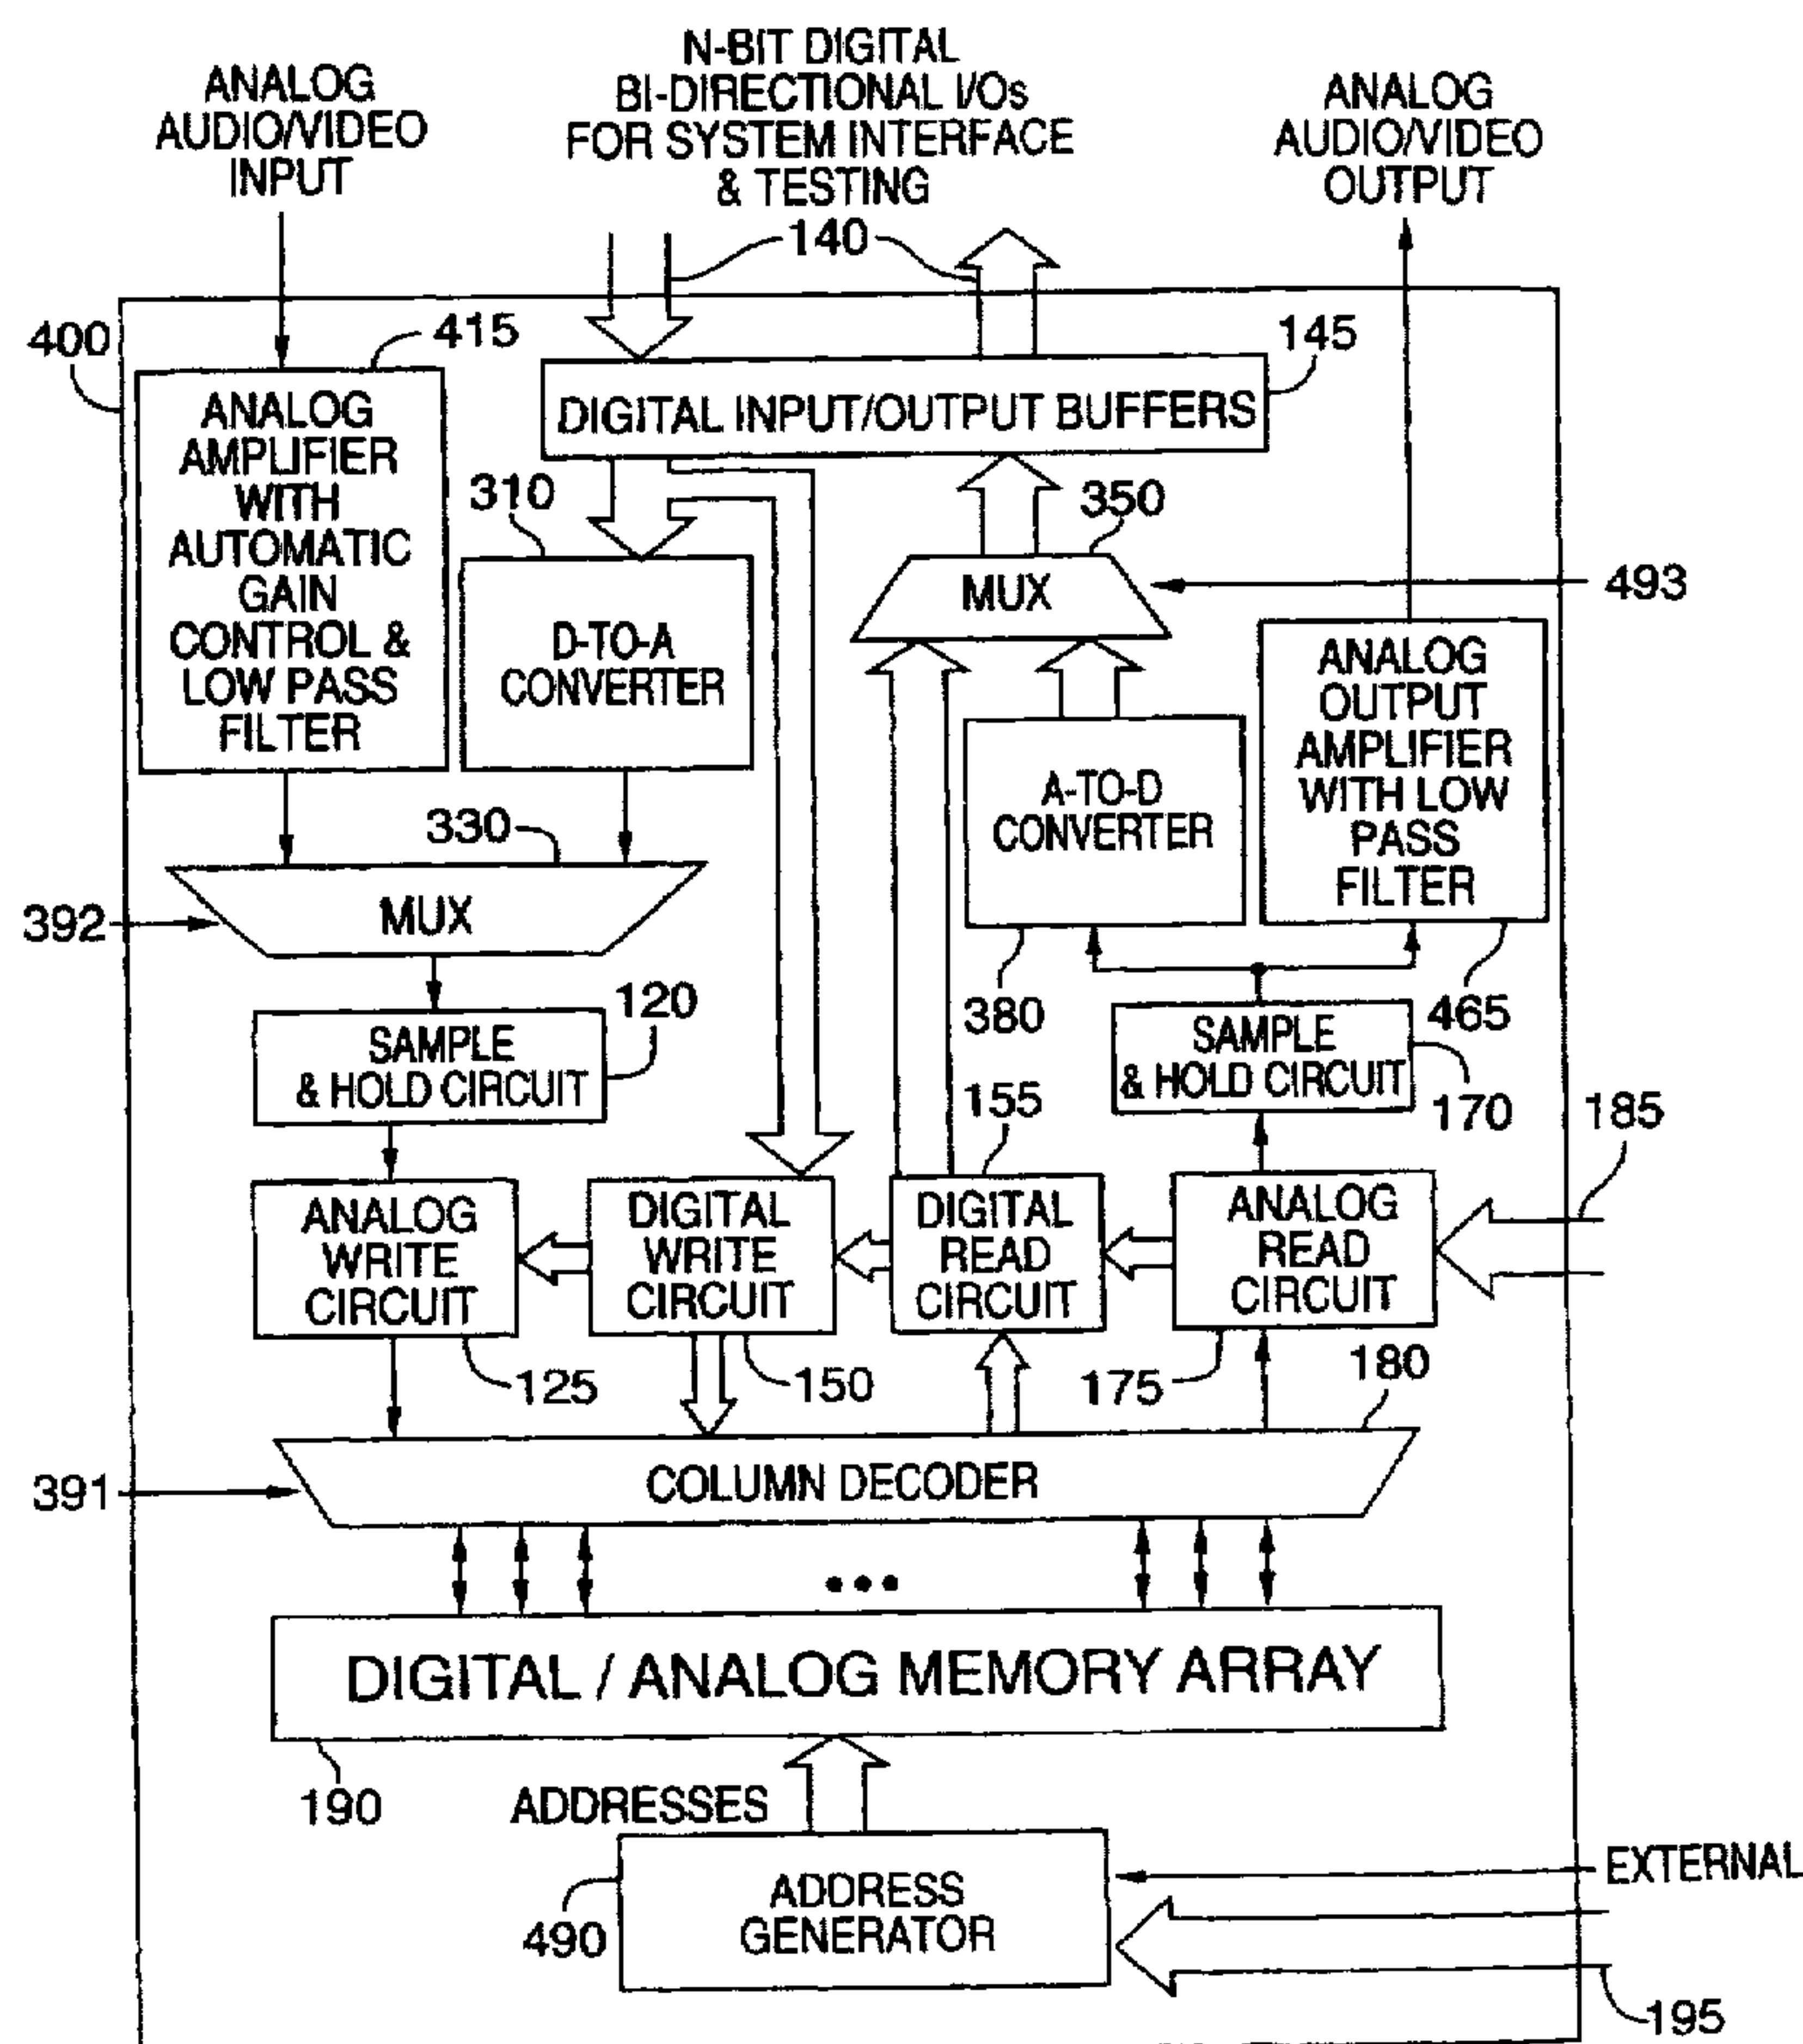 ANALOG
AUDIO/VIDEO
INPUT
N-BIT DIGITAL
BI-DIRECTIONAL I/Os
FOR SYSTEM INTERFACE
& TESTING
ANALOG
AUDIO/VIDEO
OUTPUT
140
400
415
145
ANALOG
AMPLIFIER
WITH
AUTOMATIC
GAIN
CONTROL &
LOW PASS
FILTER
DIGITAL INPUT/OUTPUT BUFFERS
310
350
D-TO-A
CONVERTER
MUX
493
ANALOG
OUTPUT
AMPLIFIER
WITH LOW
PASS
FILTER
A-TO-D
CONVERTER
330
392
MUX
380
465
120
SAMPLE
& HOLD CIRCUIT
SAMPLE
& HOLD CIRCUIT
170
155
185
ANALOG
WRITE
CIRCUIT
DIGITAL
WRITE
CIRCUIT
DIGITAL
READ
CIRCUIT
ANALOG
READ
CIRCUIT
125
150
175
180
391
COLUMN DECODER
DIGITAL / ANALOG MEMORY ARRAY
190
ADDRESSES
490
ADDRESS
GENERATOR
EXTERNAL
195